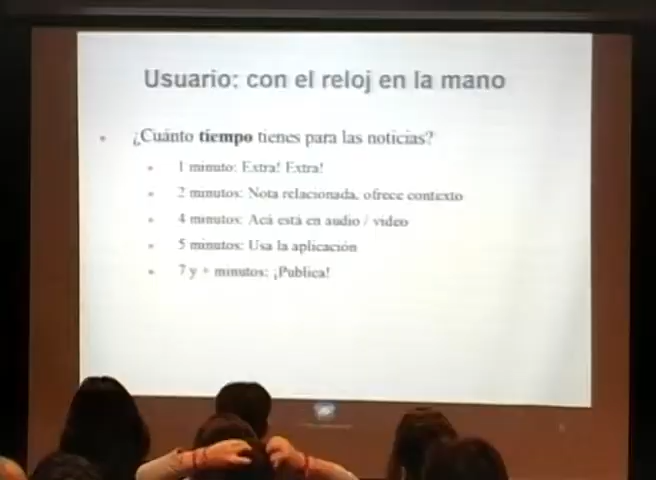 Usuario: con el reloj en la mano
¿Cuánto tiempo tienes para las noticias?
1 minuto: Extra! Extra!
2 minutos: Nota relacionada, ofrece contexto
4 minutos: Acá está en audio / video
5 minutos: Usa la aplicación
7 y + minutos: ¡Publica!